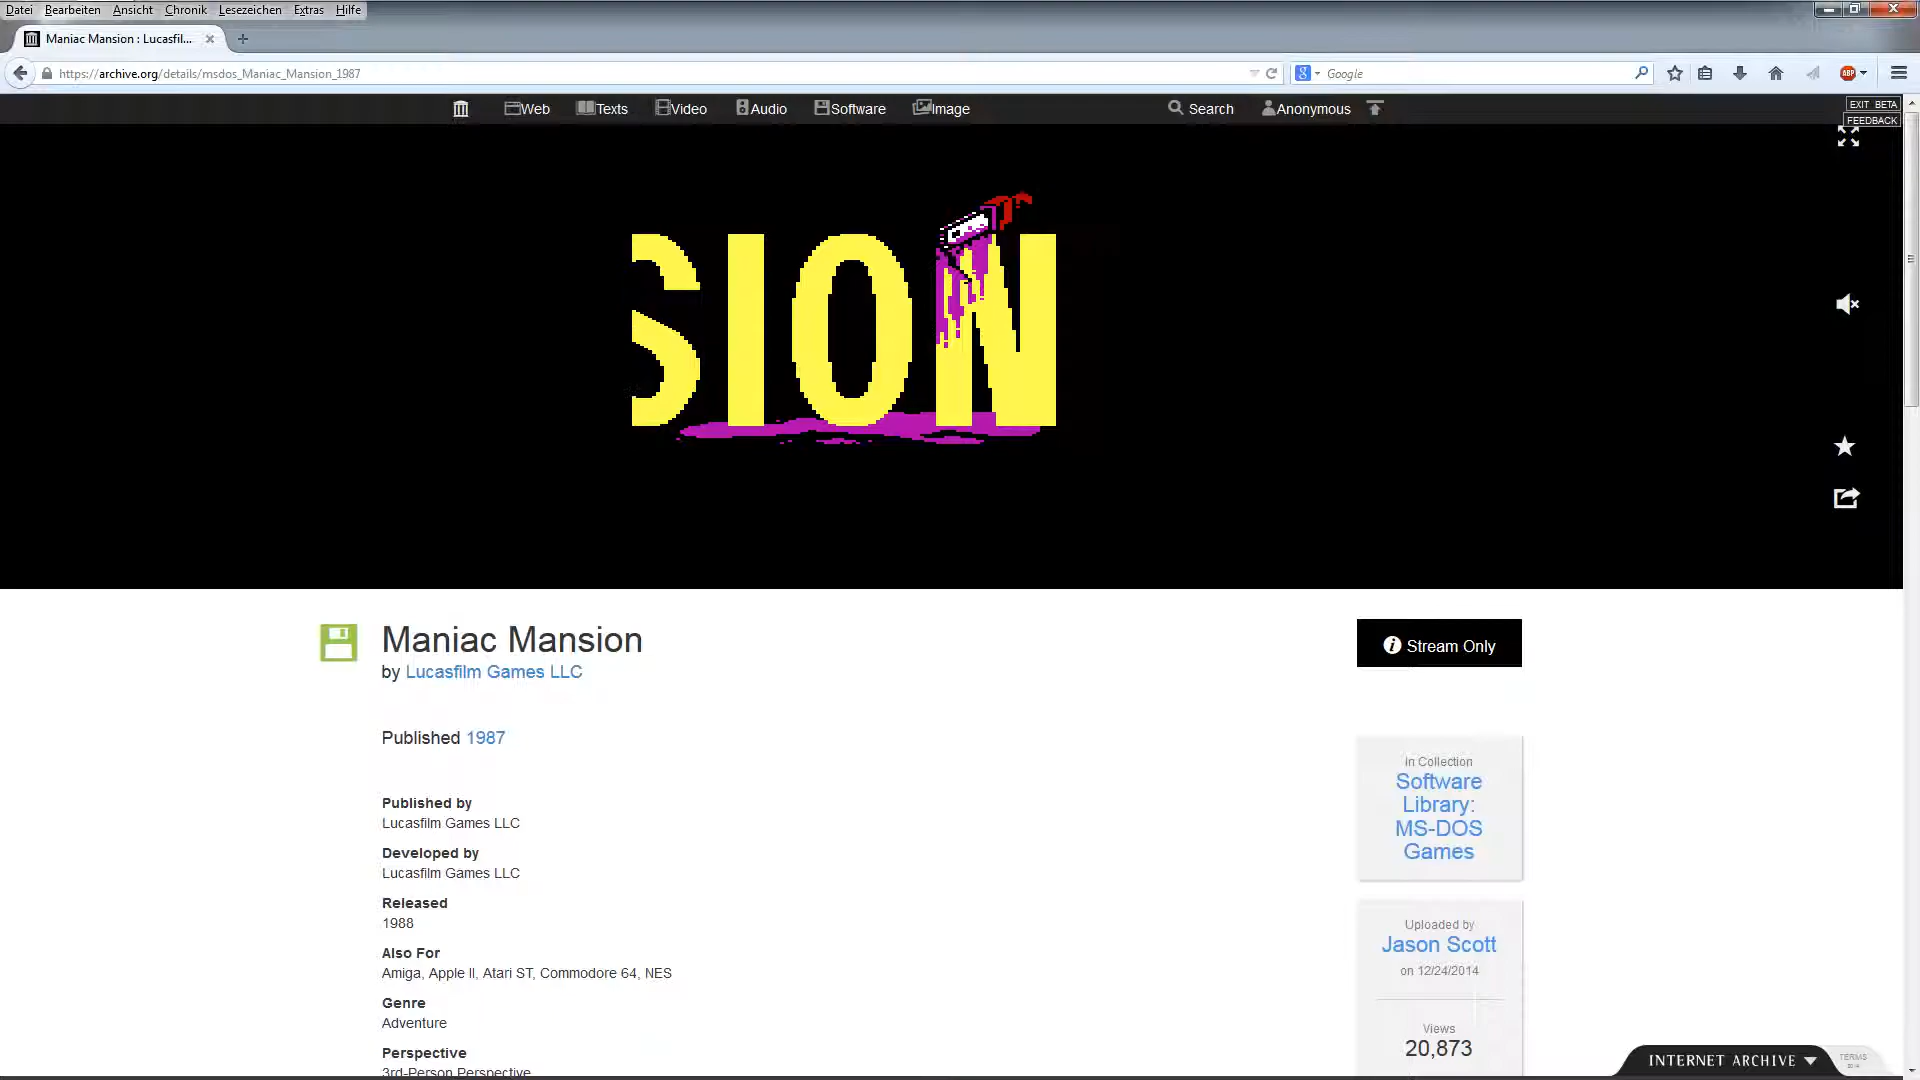 Datei Bearbeiten Ansicht Chronik Lesezeichen Extras Hilfe
Maniac Mansion : Lucasfil...
https://archive.org/details/msdos_Maniac_Mansion_1987
Google
ABP
Web Texts Video Audio Software Image Search Anonymous
EXIT BETA
FEEDBACK
SION
Maniac Mansion
by Lucasfilm Games LLC
Stream Only
Published 1987
Published by
Lucasfilm Games LLC
Developed by
Lucasfilm Games LLC
Released
1988
Also For
Amiga, Apple II, Atari ST, Commodore 64, NES
Genre
Adventure
Perspective
3rd-Person Perspective
In Collection
Software
Library:
MS-DOS
Games
Uploaded by
Jason Scott
on 12/24/2014
Views
20,873
INTERNET ARCHIVE
TERMS